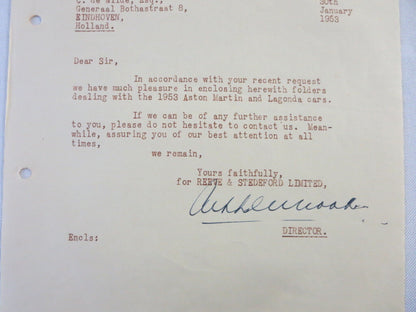 C. de Wilde, Esq., 30th
Generaal Bothastraat 8, January
EINDHOVEN, 1953
Holland.
Dear Sir,
In accordance with your recent request
we have much pleasure in enclosing herewith folders
dealing with the 1953 Aston Martin and Lagonda cars.
If we can be of any further assistance
to you, please do not hesitate to contact us. Mean-
while, assuring you of our best attention at all
times,
we remain,
Yours faithfully,
for REEVE & STEDEFORD LIMITED,
Encls: DIRECTOR.